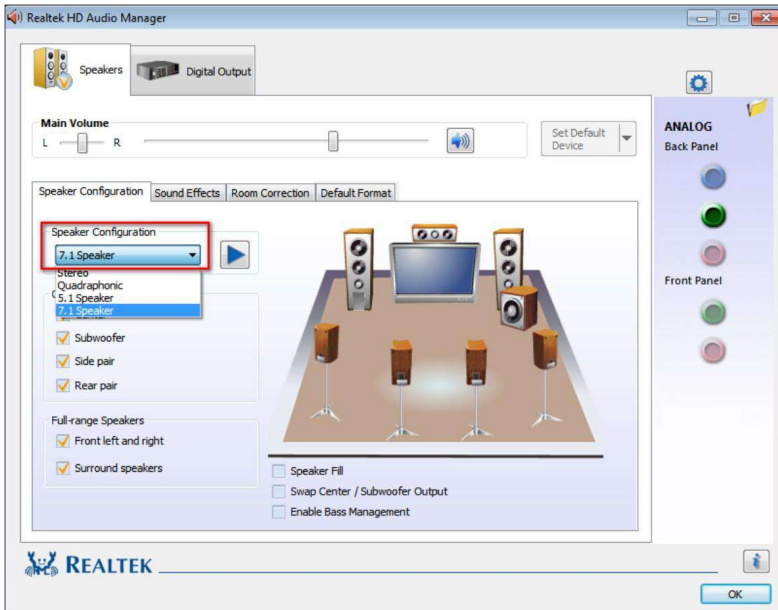 Realtek HD Audio Manager
Speakers
Digital Output
Main Volume
L R
Set Default
Device
ANALOG
Back Panel
Speaker Configuration Sound Effects Room Correction Default Format
Speaker Configuration
7.1 Speaker
Stereo
Quadraphonic
5.1 Speaker
7.1 Speaker
Subwoofer
Side pair
Rear pair
Front Panel
Full-range Speakers
Front left and right
Surround speakers
Speaker Fill
Swap Center / Subwoofer Output
Enable Bass Management
REALTEK
OK